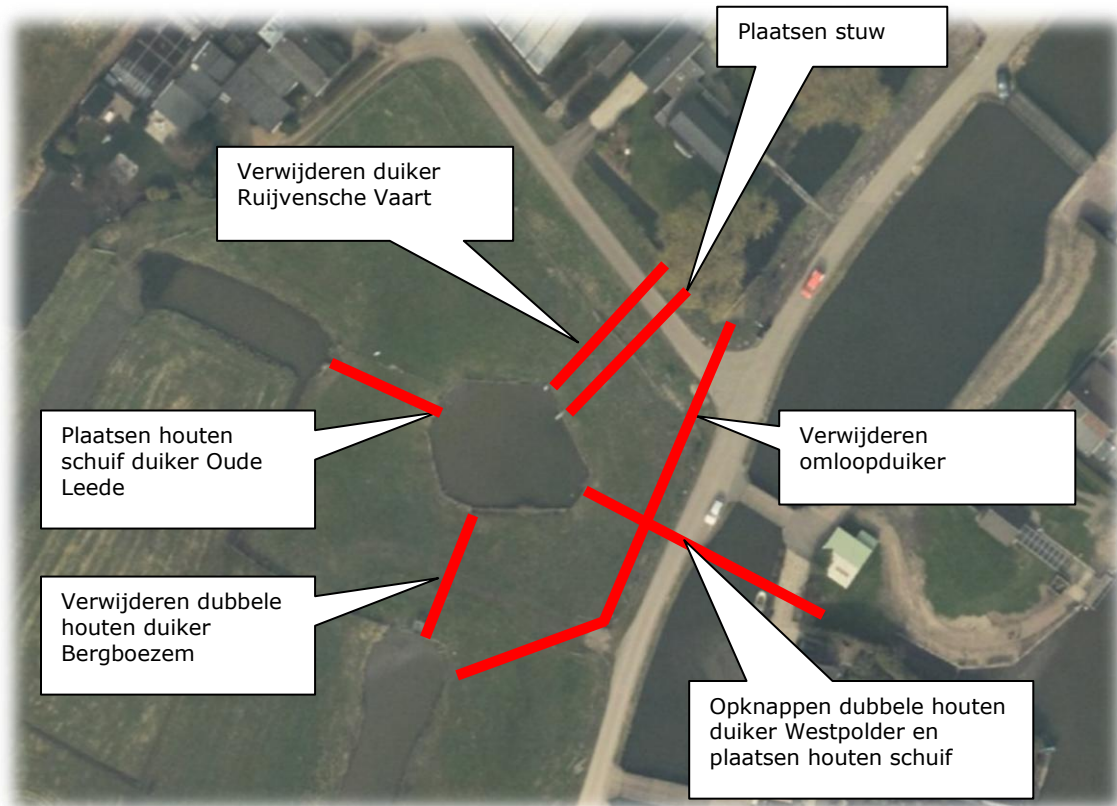 Plaatsen stuw
Verwijderen duiker
Ruijvensche Vaart
Plaatsen houten
schuif duiker Oude
Leede
Verwijderen
omloopduiker
Verwijderen dubbele
houten duiker
Bergboezem
Opknappen dubbele houten
duiker Westpolder en
plaatsen houten schuif